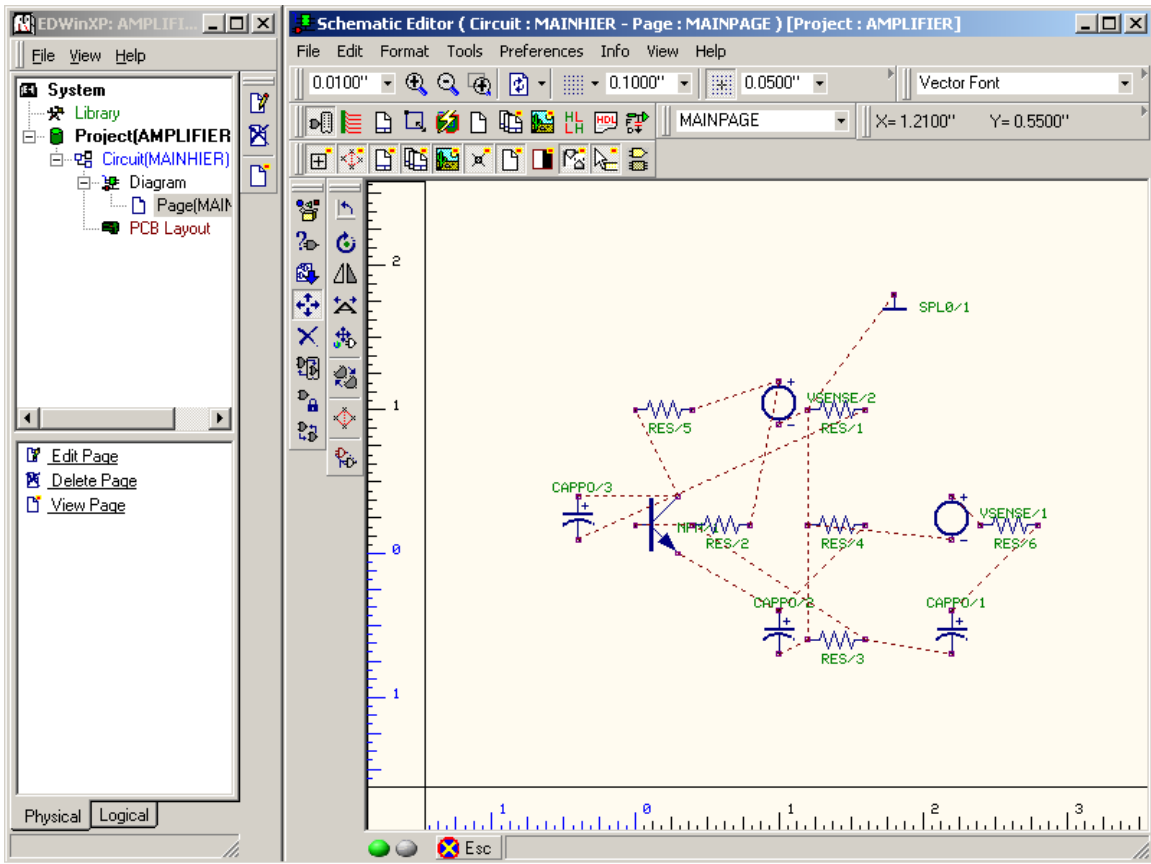 EDWinXP: AMPLIFI...
File View Help
System
Library
Project(AMPLIFIER
Circuit(MAINHIER)
Diagram
Page(MAIN
PCB Layout
Edit Page
Delete Page
View Page
Physical Logical
Schematic Editor ( Circuit : MAINHIER - Page : MAINPAGE ) [Project : AMPLIFIER]
File Edit Format Tools Preferences Info View Help
0.0100" 0.1000" 0.0500" Vector Font
HL LH HDL MAINPAGE X= 1.2100" Y= 0.5500"
2
SPL0/1
+
VSENSE/2
1
RES/5 - RES/1
CAPPO/3
+ +
VSENSE/1
RES/2 RES/4 - RES/6
0
CAPPO/2 CAPPO/1
+ +
RES/3
1
1 0 1 2 3
Esc